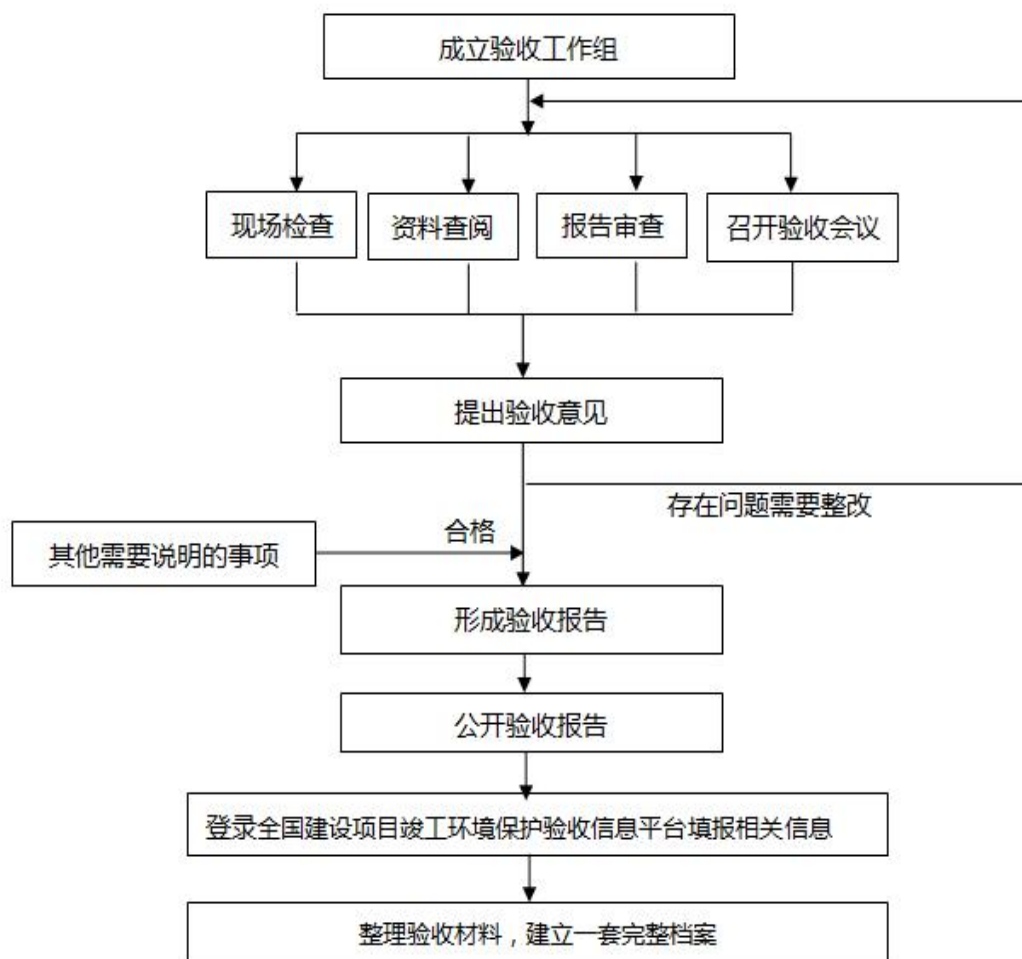 成立验收工作组
现场检查
资料查阅
报告审查
召开验收会议
提出验收意见
存在问题需要整改
合格
其他需要说明的事项
形成验收报告
公开验收报告
登录全国建设项目竣工环境保护验收信息平台填报相关信息
整理验收材料，建立一套完整档案